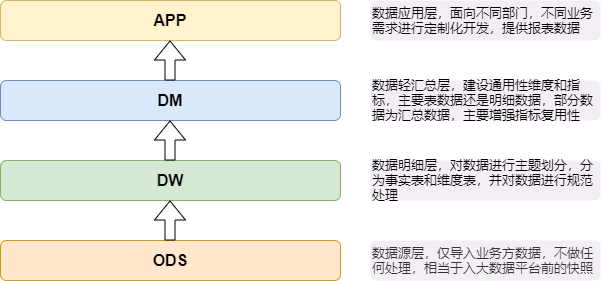 APP
数据应用层，面向不同部门，不同业务
需求进行定制化开发，提供报表数据
DM
数据轻汇总层，建设通用性维度和指
标，主要表数据还是明细数据，部分数
据为汇总数据，主要增强指标复用性
DW
数据明细层，对数据进行主题划分，分
为事实表和维度表，并对数据进行规范
处理
ODS
数据源层，仅导入业务方数据，不做任
何处理，相当于入大数据平台前的快照